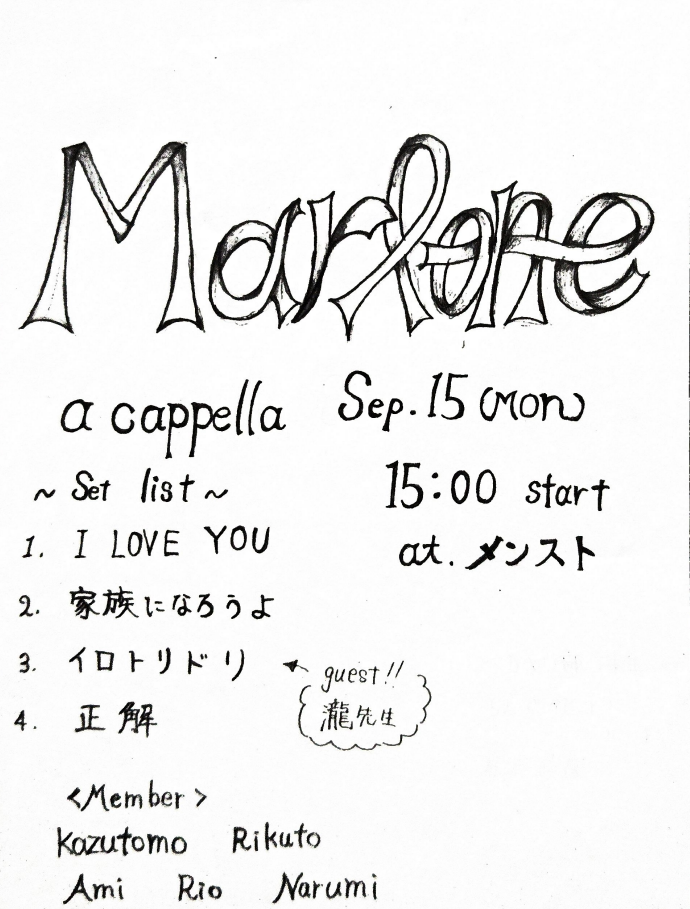 Marlone
a cappella
Sep. 15 (Mon)
15:00 start
at. メンスト
~ Set list ~
1. I LOVE YOU
2. 家族になろうよ
3. イロトリドリ
guest!!
瀧先生
4. 正解
<Member>
Kazutomo Rikuto
Ami Rio Narumi